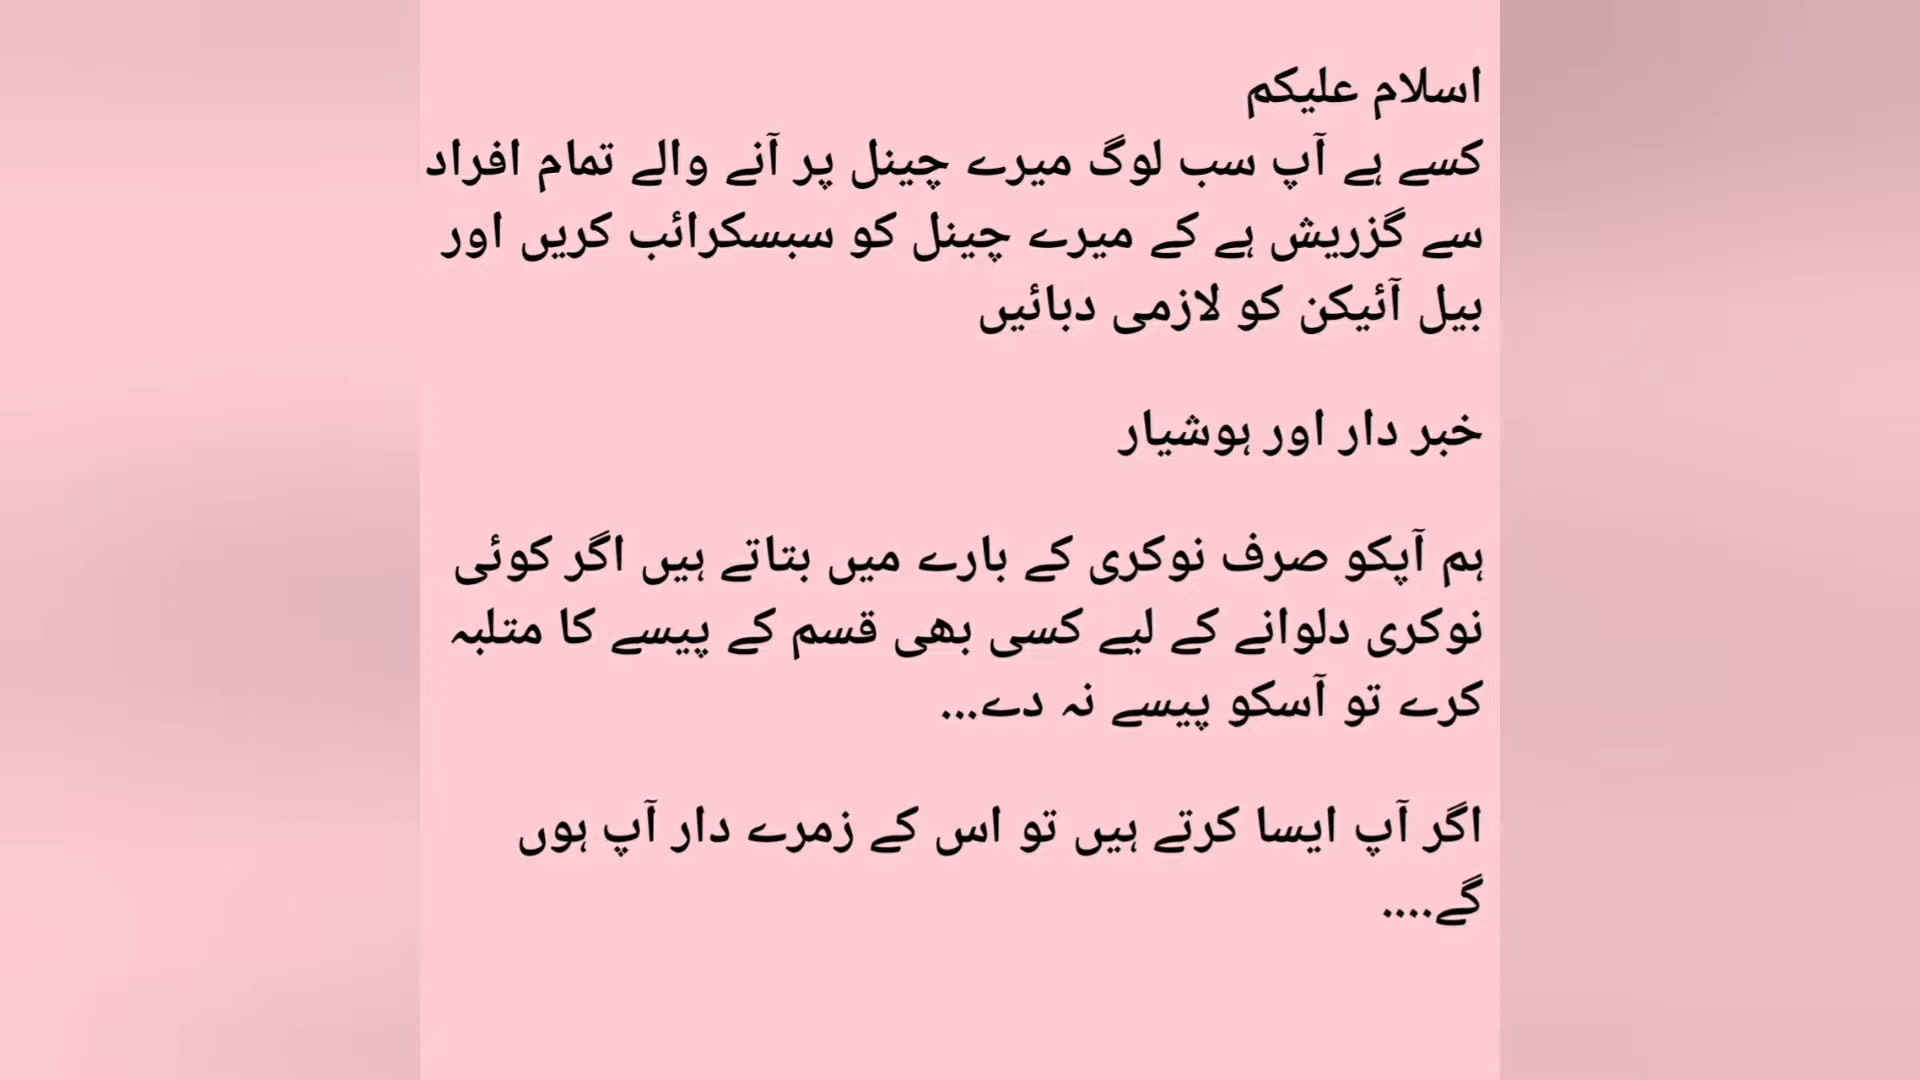 اسلام علیکم
کسے ہے آپ سب لوگ میرے چینل پر آنے والے تمام افراد
سے گزریش ہے کے میرے چینل کو سبسکرائب کریں اور
بیل آئیکن کو لازمی دبائیں
خبر دار اور ہوشیار
ہم آپکو صرف نوکری کے بارے میں بتاتے ہیں اگر کوئی
نوکری دلوانے کے لیے کسی بھی قسم کے پیسے کا متلبہ
کرے تو آسکو پیسے نہ دے...
اگر آپ ایسا کرتے ہیں تو اس کے زمرے دار آپ ہوں
گے....